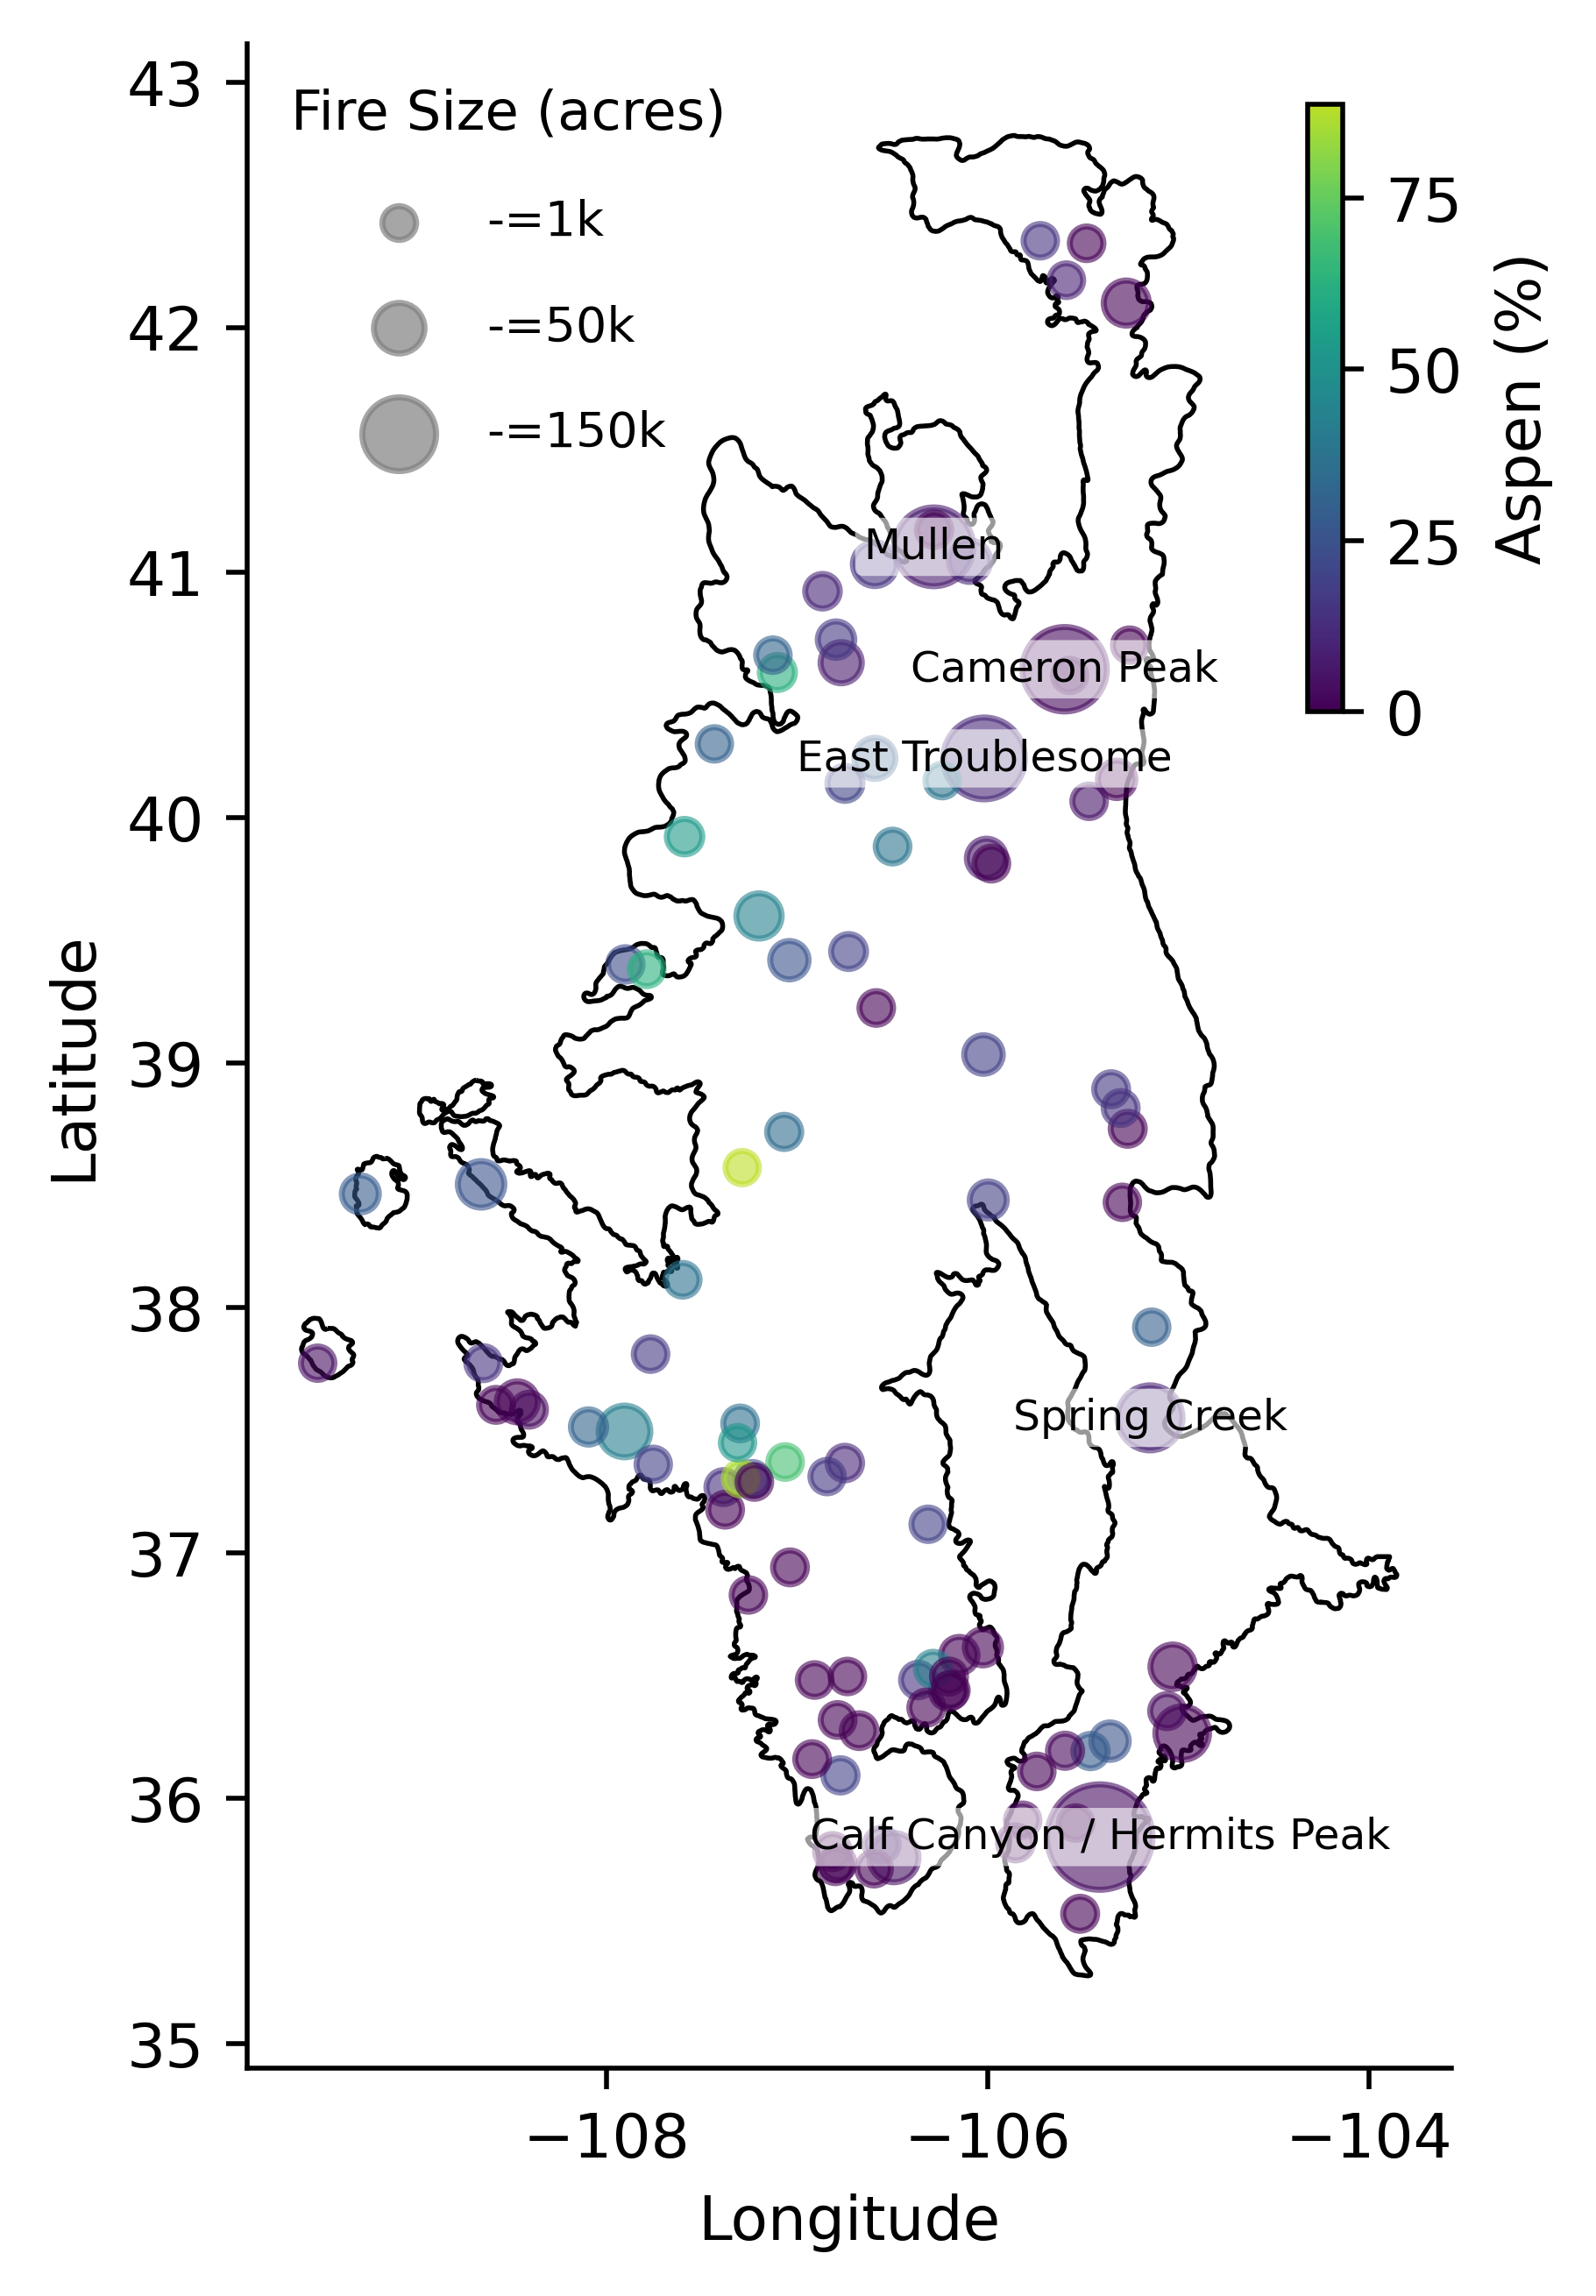 Fire Size (acres)
-=1k
-=50k
-=150k
43
42
41
40
39
38
37
36
35
Latitude
−108
−106
−104
Longitude
75
50
25
0
Aspen (%)
Mullen
Cameron Peak
East Troublesome
Spring Creek
Calf Canyon / Hermits Peak